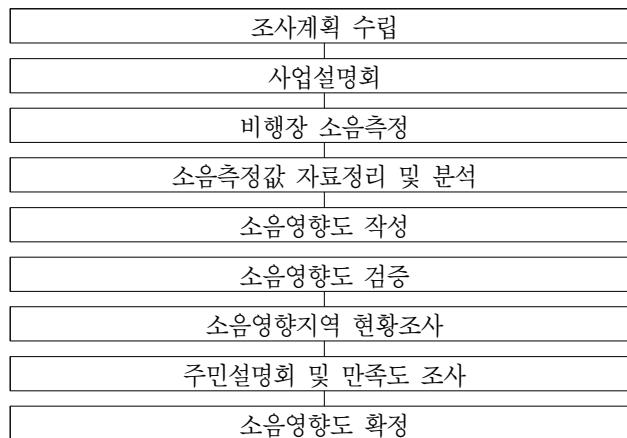 조사계획 수립
사업설명회
비행장 소음측정
소음측정값 자료정리 및 분석
소음영향도 작성
소음영향도 검증
소음영향지역 현황조사
주민설명회 및 만족도 조사
소음영향도 확정